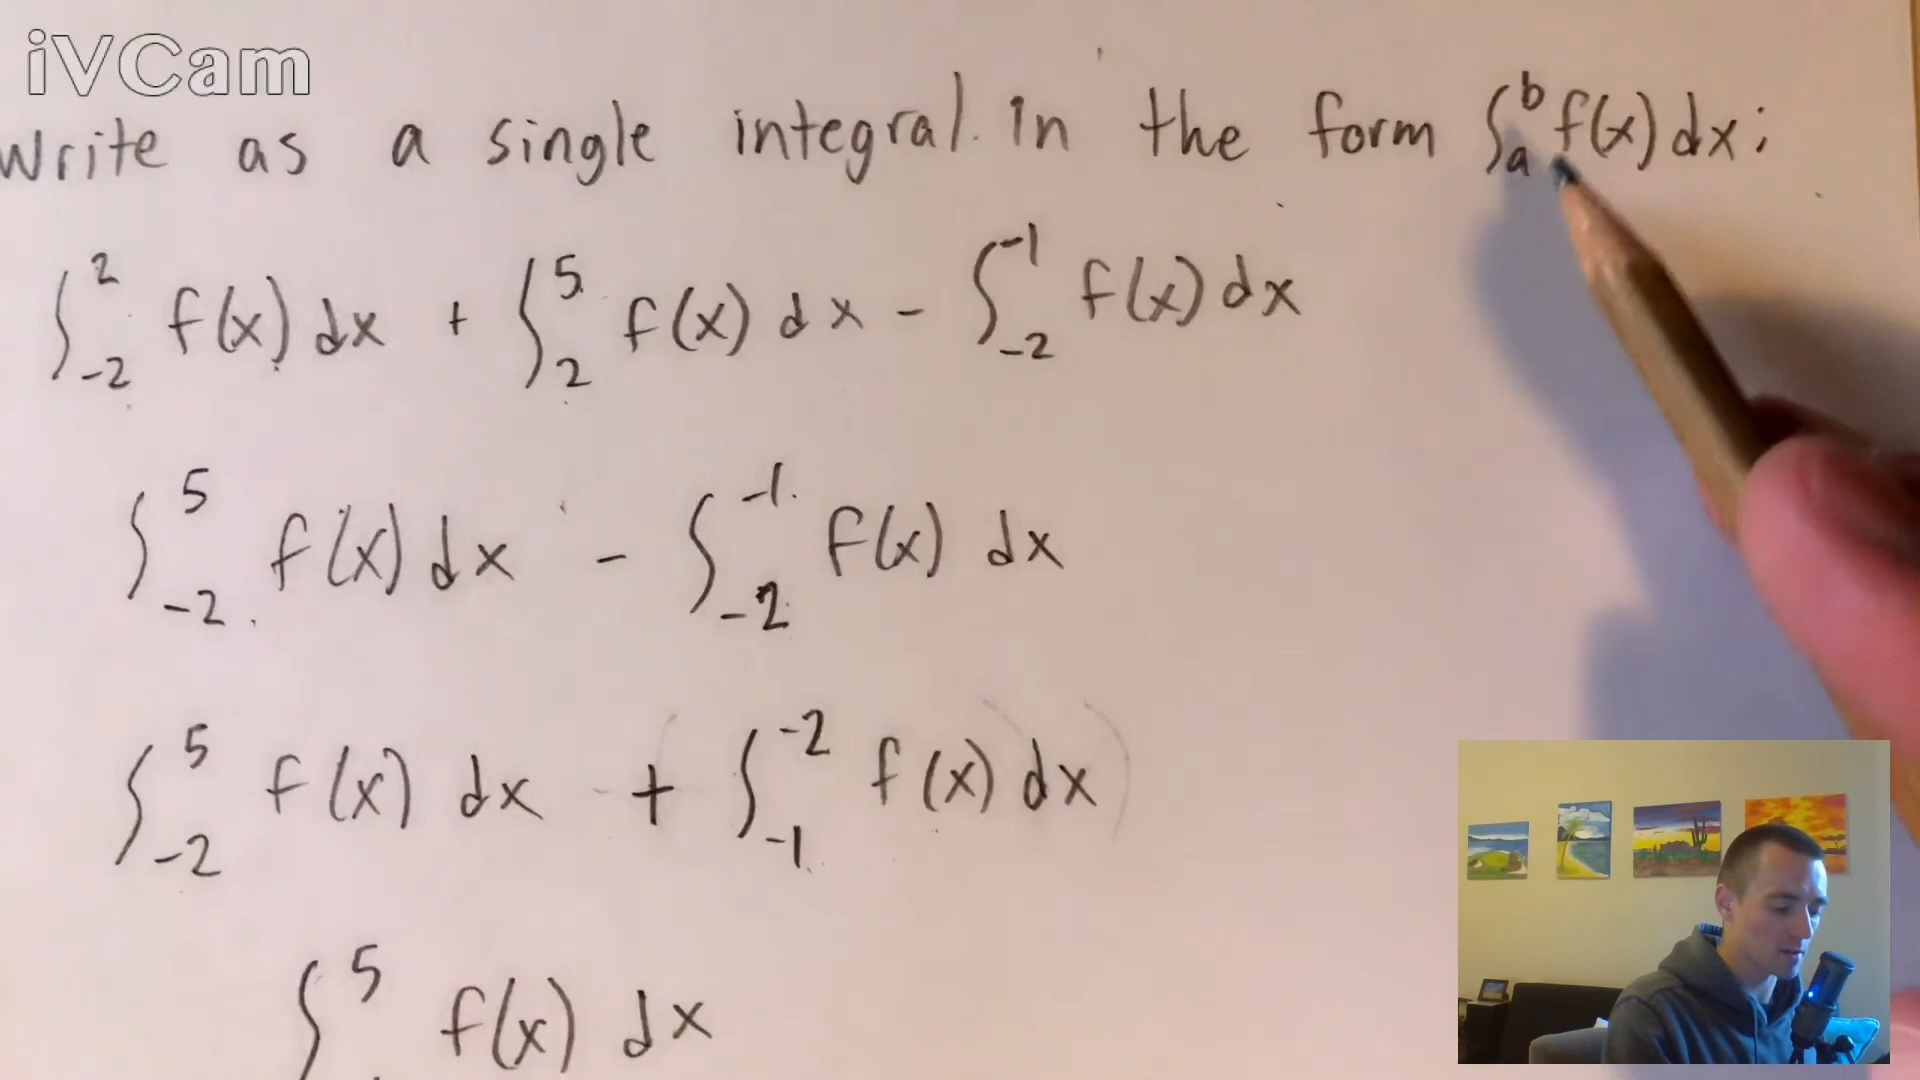 iVCam
Write as a single integral in the form ∫_a^b f(x) dx;
∫_{-2}^{2} f(x) dx + ∫_{2}^{5} f(x) dx - ∫_{-2}^{-1} f(x) dx
∫_{-2}^{5} f(x) dx - ∫_{-2}^{-1} f(x) dx
∫_{-2}^{5} f(x) dx + ∫_{-1}^{-2} f(x) dx
∫^{5} f(x) dx